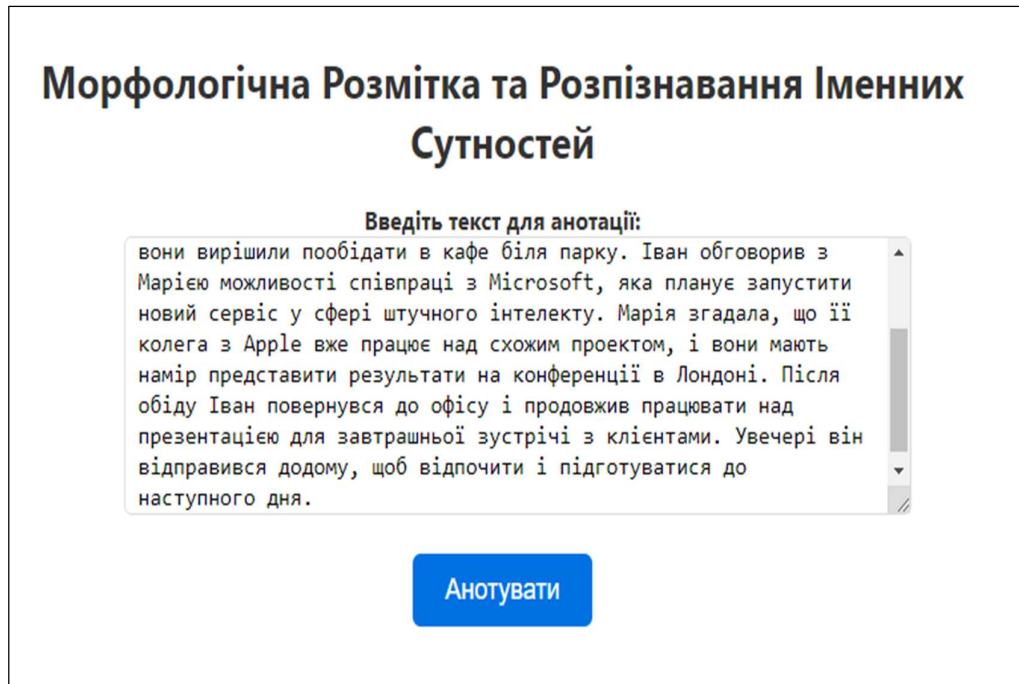 Морфологічна Розмітка та Розпізнавання Іменних
Сутностей
Введіть текст для анотації:
вони вирішили пообідати в кафе біля парку. Іван обговорив з
Марією можливості співпраці з Microsoft, яка планує запустити
новий сервіс у сфері штучного інтелекту. Марія згадала, що її
колега з Apple вже працює над схожим проектом, і вони мають
намір представити результати на конференції в Лондоні. Після
обіду Іван повернувся до офісу і продовжив працювати над
презентацією для завтрашньої зустрічі з клієнтами. Увечері він
відправився додому, щоб відпочити і підготуватися до
наступного дня.
Анотувати